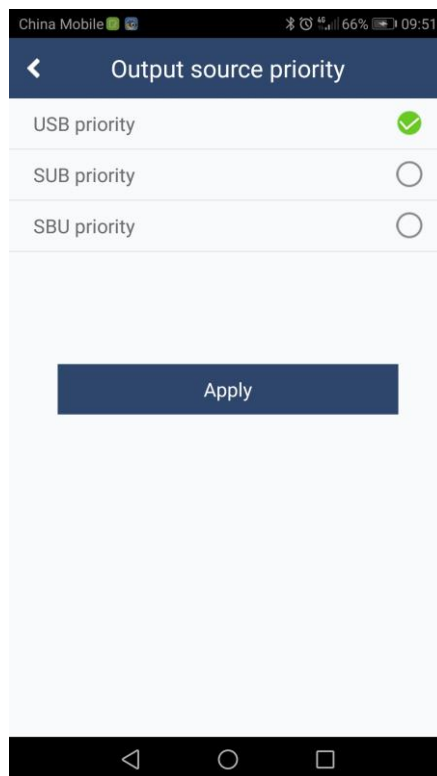 China Mobile 66% 09:51
Output source priority
USB priority
SUB priority
SBU priority
Apply